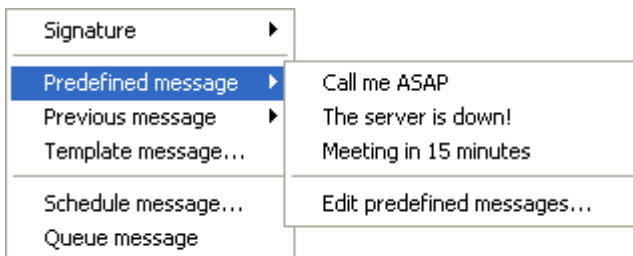 Signature
Predefined message
Previous message
Template message...
Schedule message...
Queue message
Call me ASAP
The server is down!
Meeting in 15 minutes
Edit predefined messages...